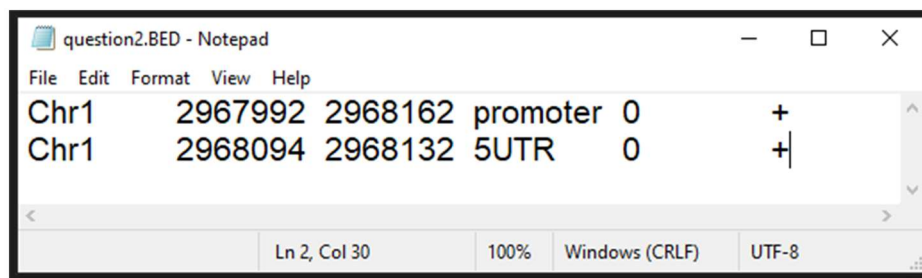 question2.BED - Notepad
File Edit Format View Help
Chr1 2967992 2968162 promoter 0 +
Chr1 2968094 2968132 5UTR 0 +
Ln 2, Col 30 100% Windows (CRLF) UTF-8